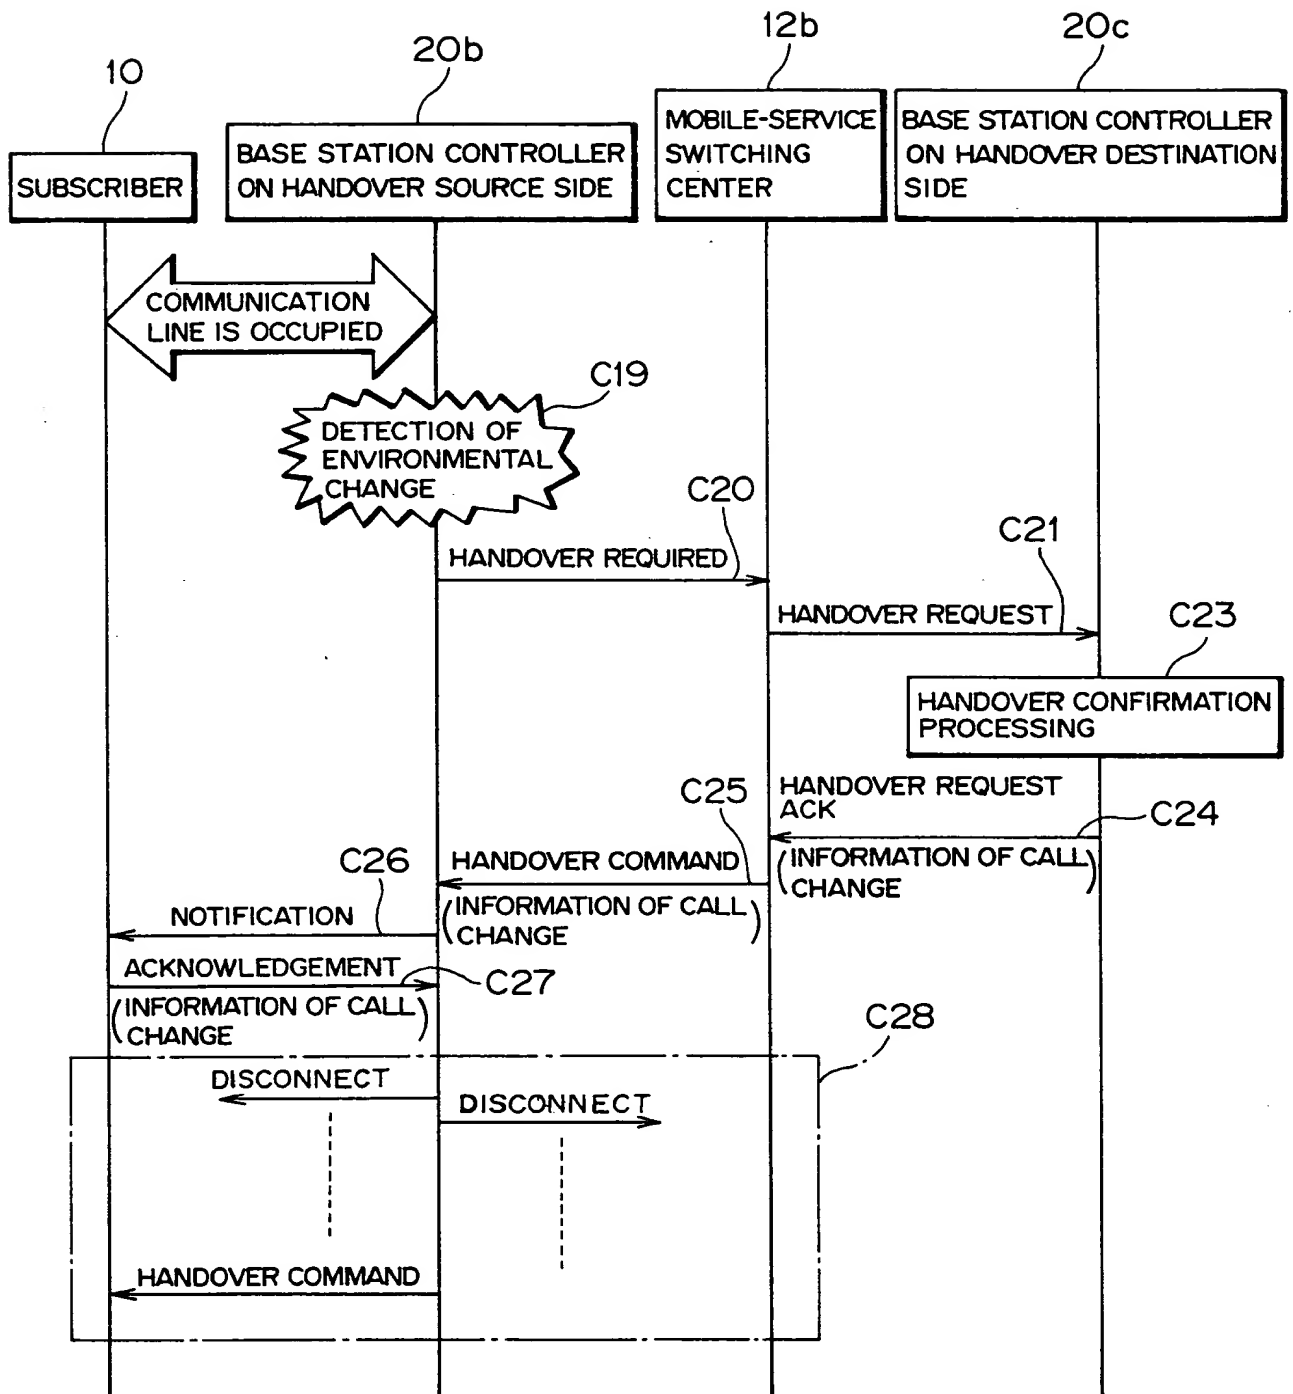 12b
20c
20b
10
MOBILE-SERVICE
SWITCHING
CENTER
BASE STATION CONTROLLER
ON HANDOVER DESTINATION
SIDE
BASE STATION CONTROLLER
ON HANDOVER SOURCE SIDE
SUBSCRIBER
COMMUNICATION
LINE IS OCCUPIED
C19
DETECTION OF
ENVIRONMENTAL
CHANGE
C20
HANDOVER REQUIRED
C21
HANDOVER REQUEST
C23
HANDOVER CONFIRMATION
PROCESSING
HANDOVER REQUEST
ACK
C24
(INFORMATION OF CALL
CHANGE)
C25
HANDOVER COMMAND
(INFORMATION OF CALL
CHANGE)
C26
NOTIFICATION
ACKNOWLEDGEMENT
C27
(INFORMATION OF CALL
CHANGE)
C28
DISCONNECT
DISCONNECT
HANDOVER COMMAND